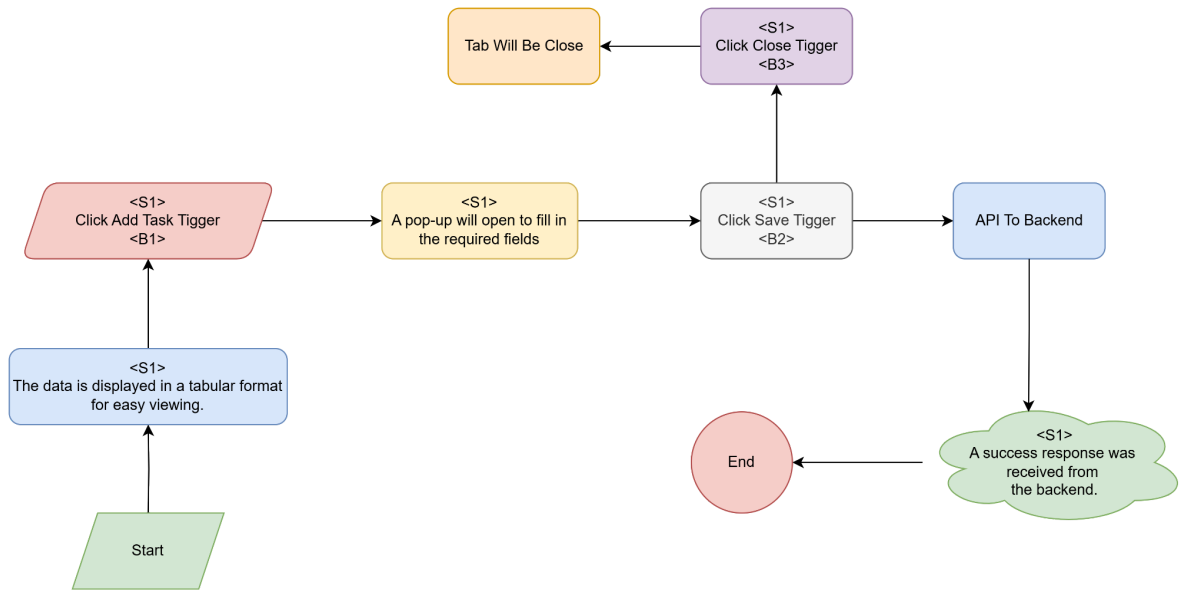 Tab Will Be Close
<S1>
Click Close Tigger
<B3>
<S1>
Click Add Task Tigger
<B1>
<S1>
A pop-up will open to fill in
the required fields
<S1>
Click Save Tigger
<B2>
API To Backend
<S1>
The data is displayed in a tabular format
for easy viewing.
End
<S1>
A success response was
received from
the backend.
Start